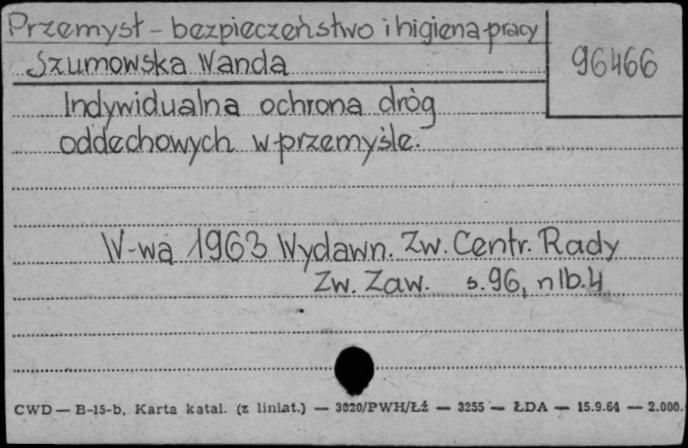 Przemysł - bezpieczeństwo i higiena pracy
96466
Szumowska Wanda
Indywidualna ochrona dróg
oddechowych w przemyśle.
W-wa 1963 Wydawn. Zw. Centr. Rady
Zw. Zaw. s. 96, nlb. 4
CWD — B-15-b, Karta katal. (z liniat.) — 3020/PWH/Łź — 3255 — ŁDA — 15.9.64 — 2.000.